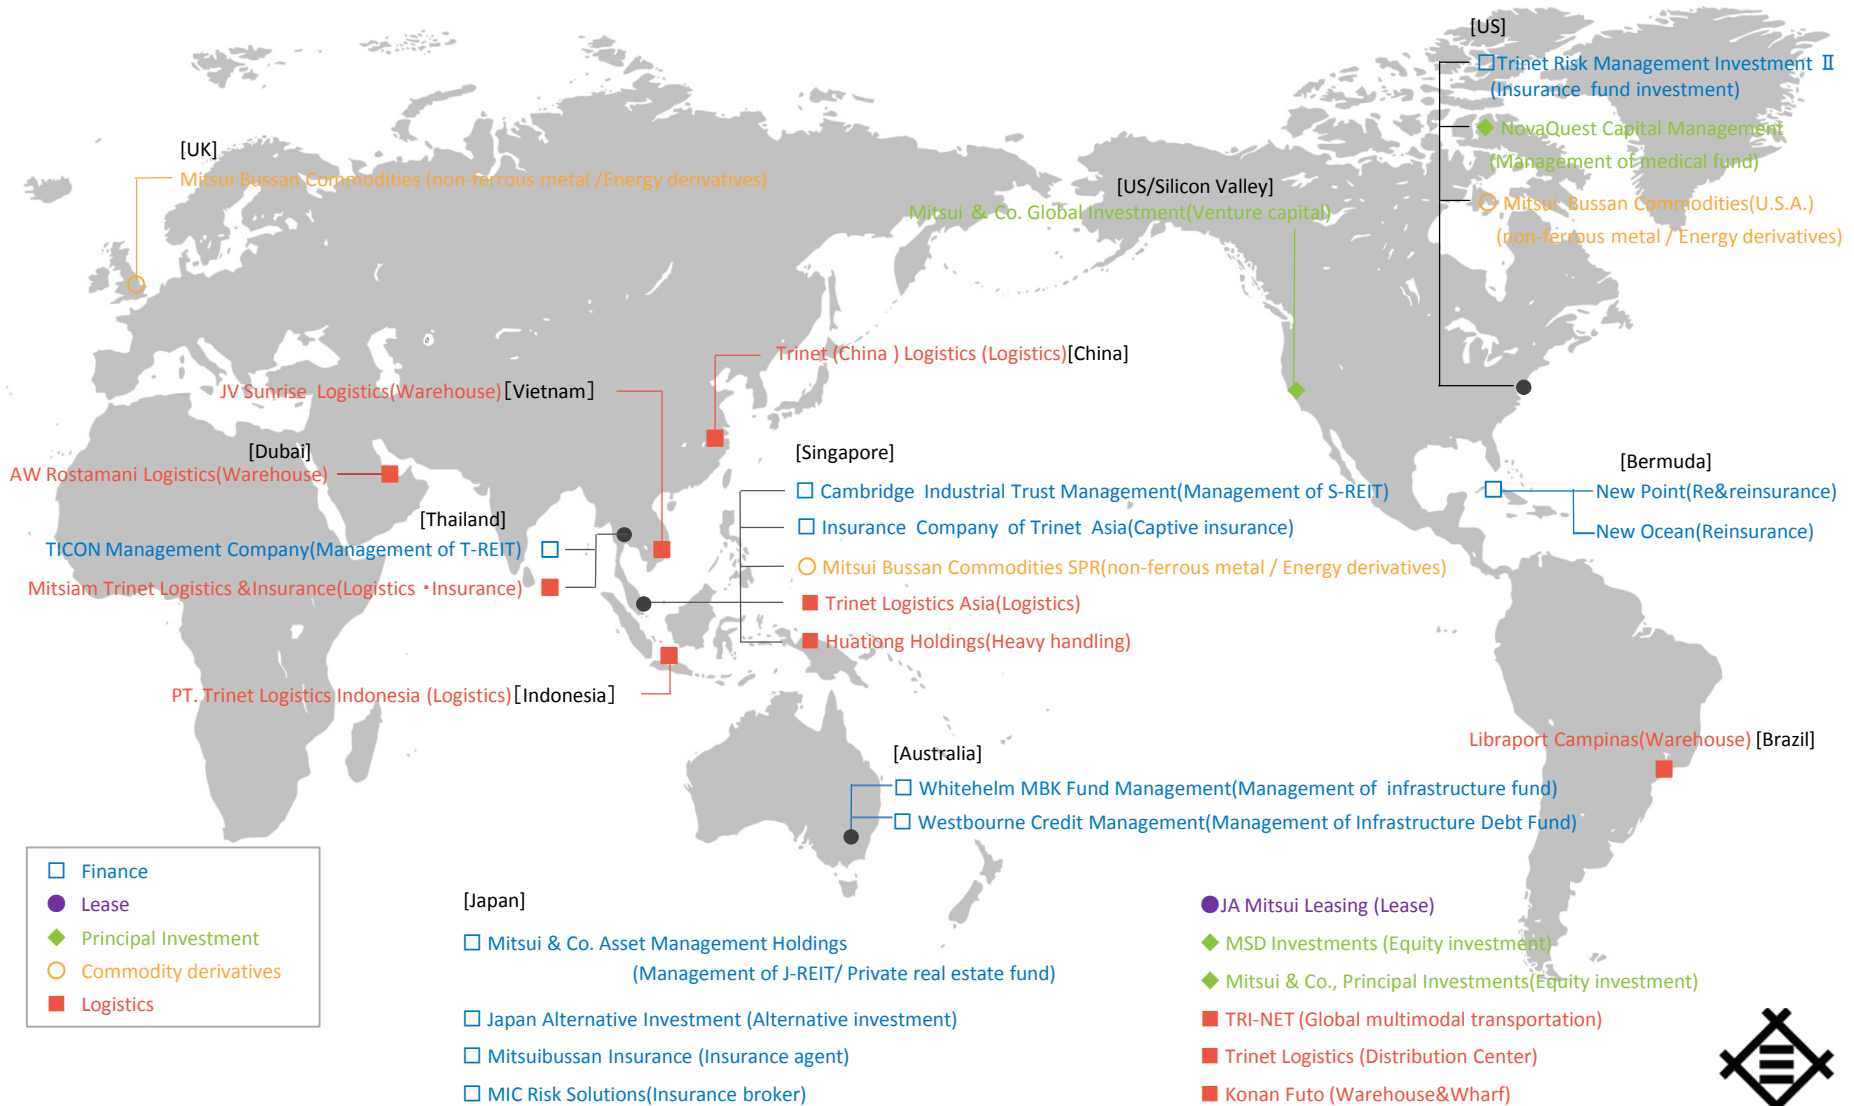 [US]
Trinet Risk Management Investment Ⅱ
(Insurance fund investment)
NovaQuest Capital Management
(Management of medical fund)
Mitsui Bussan Commodities(U.S.A.)
(non-ferrous metal / Energy derivatives)
[UK]
Mitsui Bussan Commodities (non-ferrous metal /Energy derivatives)
[US/Silicon Valley]
Mitsui & Co. Global Investment(Venture capital)
Trinet (China ) Logistics (Logistics)[China]
JV Sunrise Logistics(Warehouse)[Vietnam]
[Dubai]
AW Rostamani Logistics(Warehouse)
[Thailand]
TICON Management Company(Management of T-REIT)
Mitsiam Trinet Logistics &Insurance(Logistics・Insurance)
PT. Trinet Logistics Indonesia (Logistics)[Indonesia]
[Singapore]
Cambridge Industrial Trust Management(Management of S-REIT)
Insurance Company of Trinet Asia(Captive insurance)
Mitsui Bussan Commodities SPR(non-ferrous metal / Energy derivatives)
Trinet Logistics Asia(Logistics)
Huationg Holdings(Heavy handling)
[Bermuda]
New Point(Re&reinsurance)
New Ocean(Reinsurance)
Libraport Campinas(Warehouse) [Brazil]
[Australia]
Whitehelm MBK Fund Management(Management of infrastructure fund)
Westbourne Credit Management(Management of Infrastructure Debt Fund)
Finance
Lease
Principal Investment
Commodity derivatives
Logistics
[Japan]
Mitsui & Co. Asset Management Holdings
(Management of J-REIT/ Private real estate fund)
Japan Alternative Investment (Alternative investment)
Mitsuibussan Insurance (Insurance agent)
MIC Risk Solutions(Insurance broker)
JA Mitsui Leasing (Lease)
MSD Investments (Equity investment)
Mitsui & Co., Principal Investments(Equity investment)
TRI-NET (Global multimodal transportation)
Trinet Logistics (Distribution Center)
Konan Futo (Warehouse&Wharf)